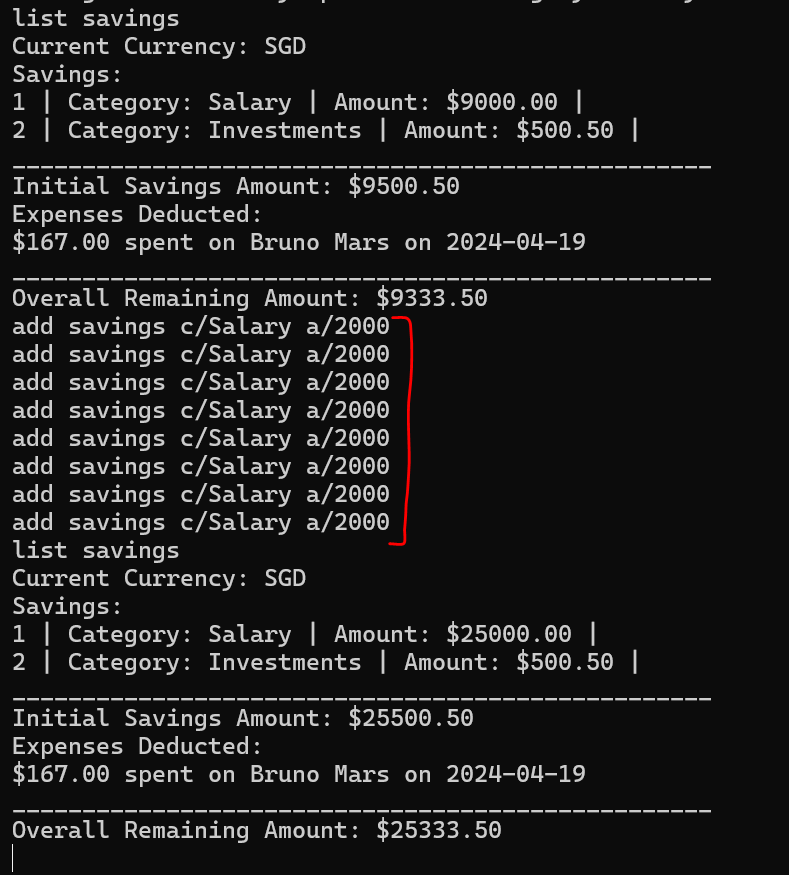 list savings
Current Currency: SGD
Savings:
1 | Category: Salary | Amount: $9000.00 |
2 | Category: Investments | Amount: $500.50 |
__________________________________________________
Initial Savings Amount: $9500.50
Expenses Deducted:
$167.00 spent on Bruno Mars on 2024-04-19
__________________________________________________
Overall Remaining Amount: $9333.50
add savings c/Salary a/2000
add savings c/Salary a/2000
add savings c/Salary a/2000
add savings c/Salary a/2000
add savings c/Salary a/2000
add savings c/Salary a/2000
add savings c/Salary a/2000
add savings c/Salary a/2000
list savings
Current Currency: SGD
Savings:
1 | Category: Salary | Amount: $25000.00 |
2 | Category: Investments | Amount: $500.50 |
__________________________________________________
Initial Savings Amount: $25500.50
Expenses Deducted:
$167.00 spent on Bruno Mars on 2024-04-19
__________________________________________________
Overall Remaining Amount: $25333.50